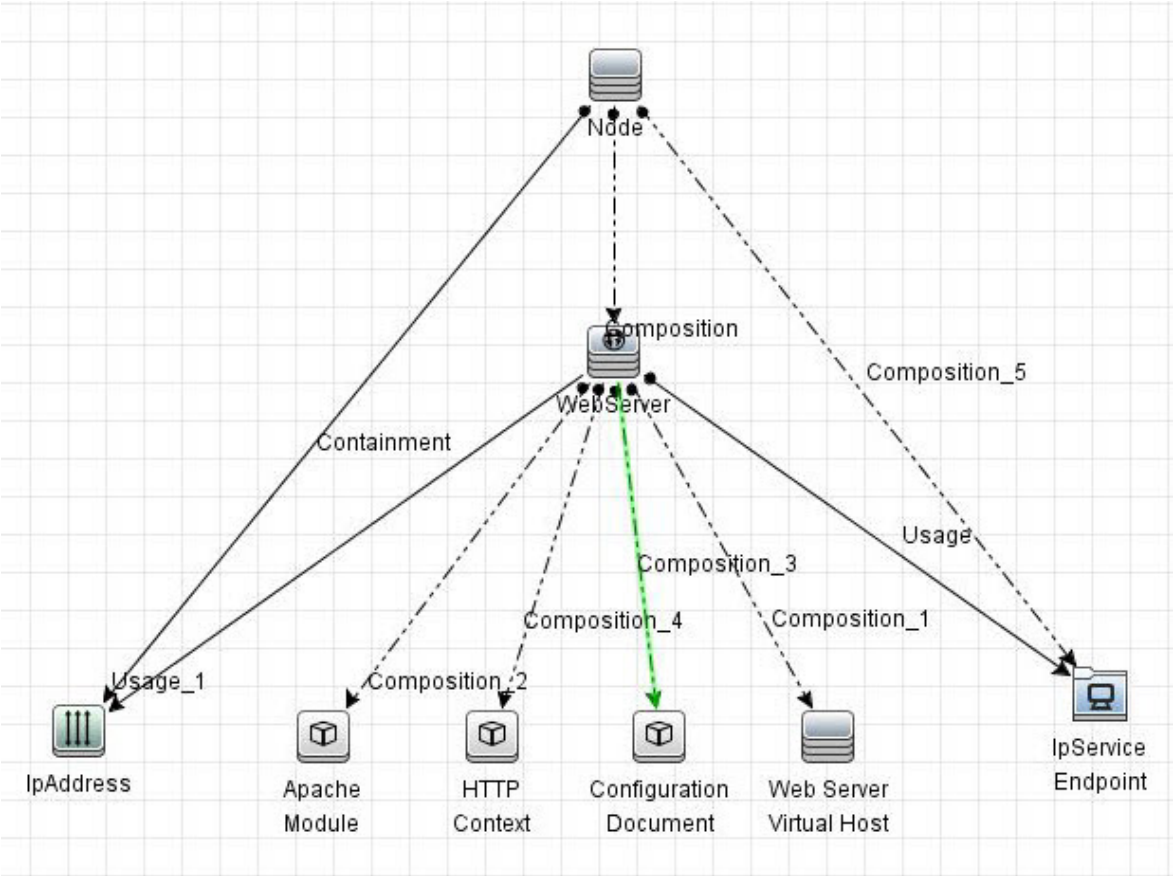 Node
Composition
Composition_5
WebServer
Containment
Usage
Composition_3
Composition_4
Composition_1
Usage_1
Composition_2
IpAddress
Apache
Module
HTTP
Context
Configuration
Document
Web Server
Virtual Host
IpService
Endpoint